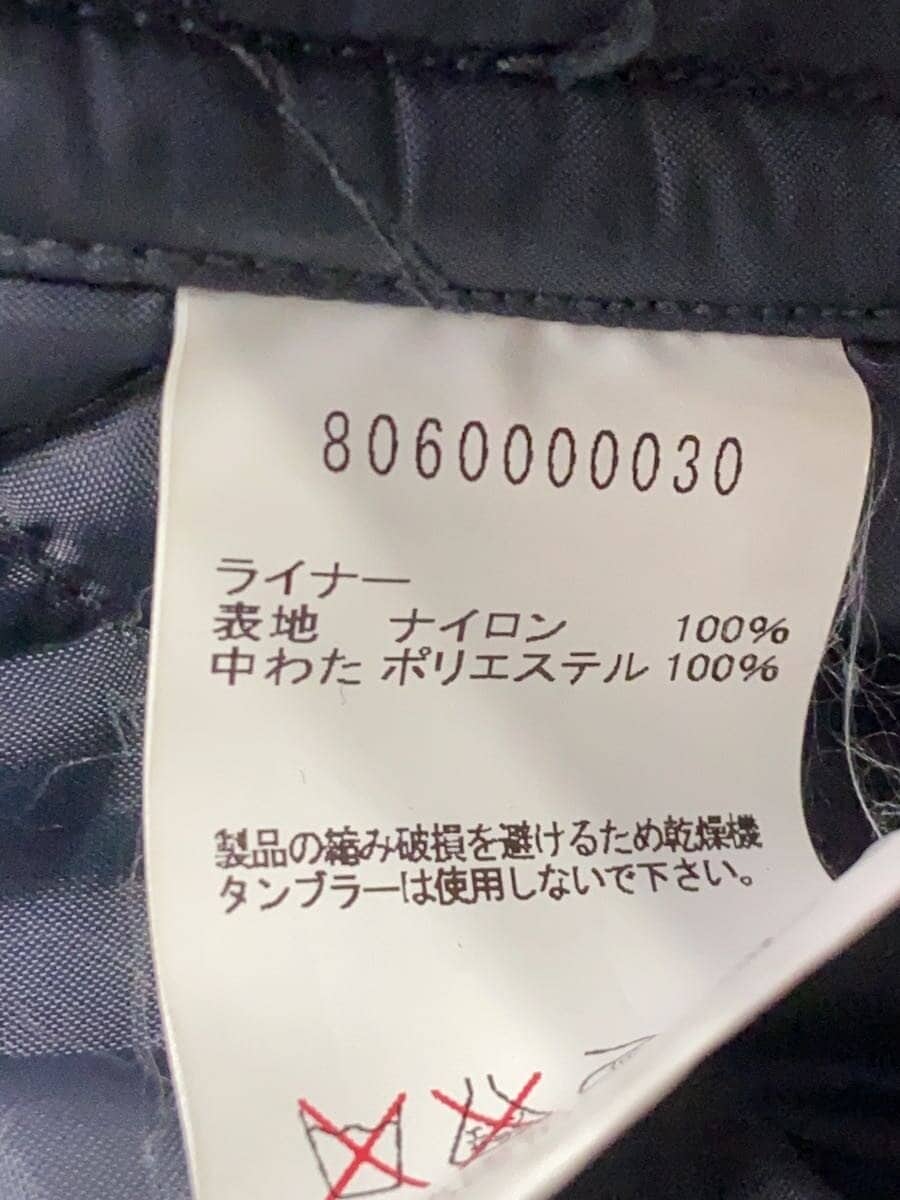 8060000030
ライナー
表地 ナイロン 100%
中わた ポリエステル 100%
製品の縮み破損を避けるため乾燥機
タンブラーは使用しないで下さい。